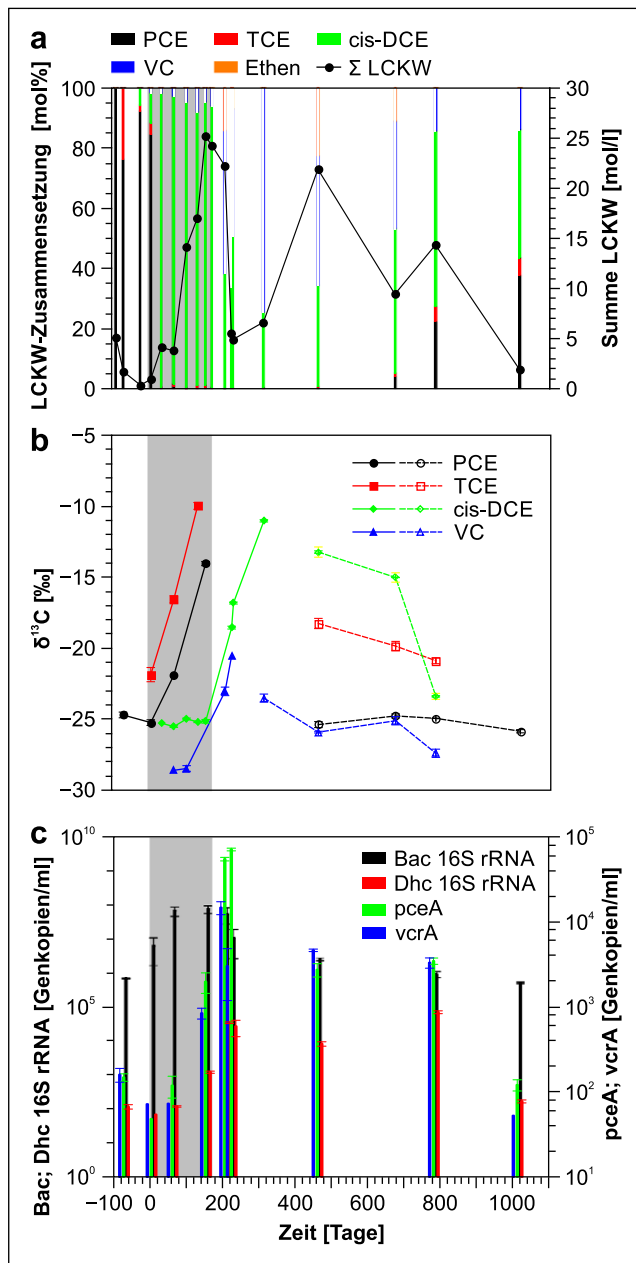 a
PCE TCE cis-DCE
VC Ethen Σ LCKW
LCKW-Zusammensetzung [mol%]
100
80
60
40
20
0
30
25
20
15
10
5
0
Summe LCKW [mol/l]
b
δ¹³C [‰]
−5
−10
−15
−20
−25
−30
PCE
TCE
cis-DCE
VC
c
Bac; Dhc 16S rRNA [Genkopien/ml]
10¹⁰
10⁵
10⁰
Bac 16S rRNA
Dhc 16S rRNA
pceA
vcrA
10⁵
10⁴
10³
10²
10¹
pceA; vcrA [Genkopien/ml]
−100 0 200 400 600 800 1000
Zeit [Tage]